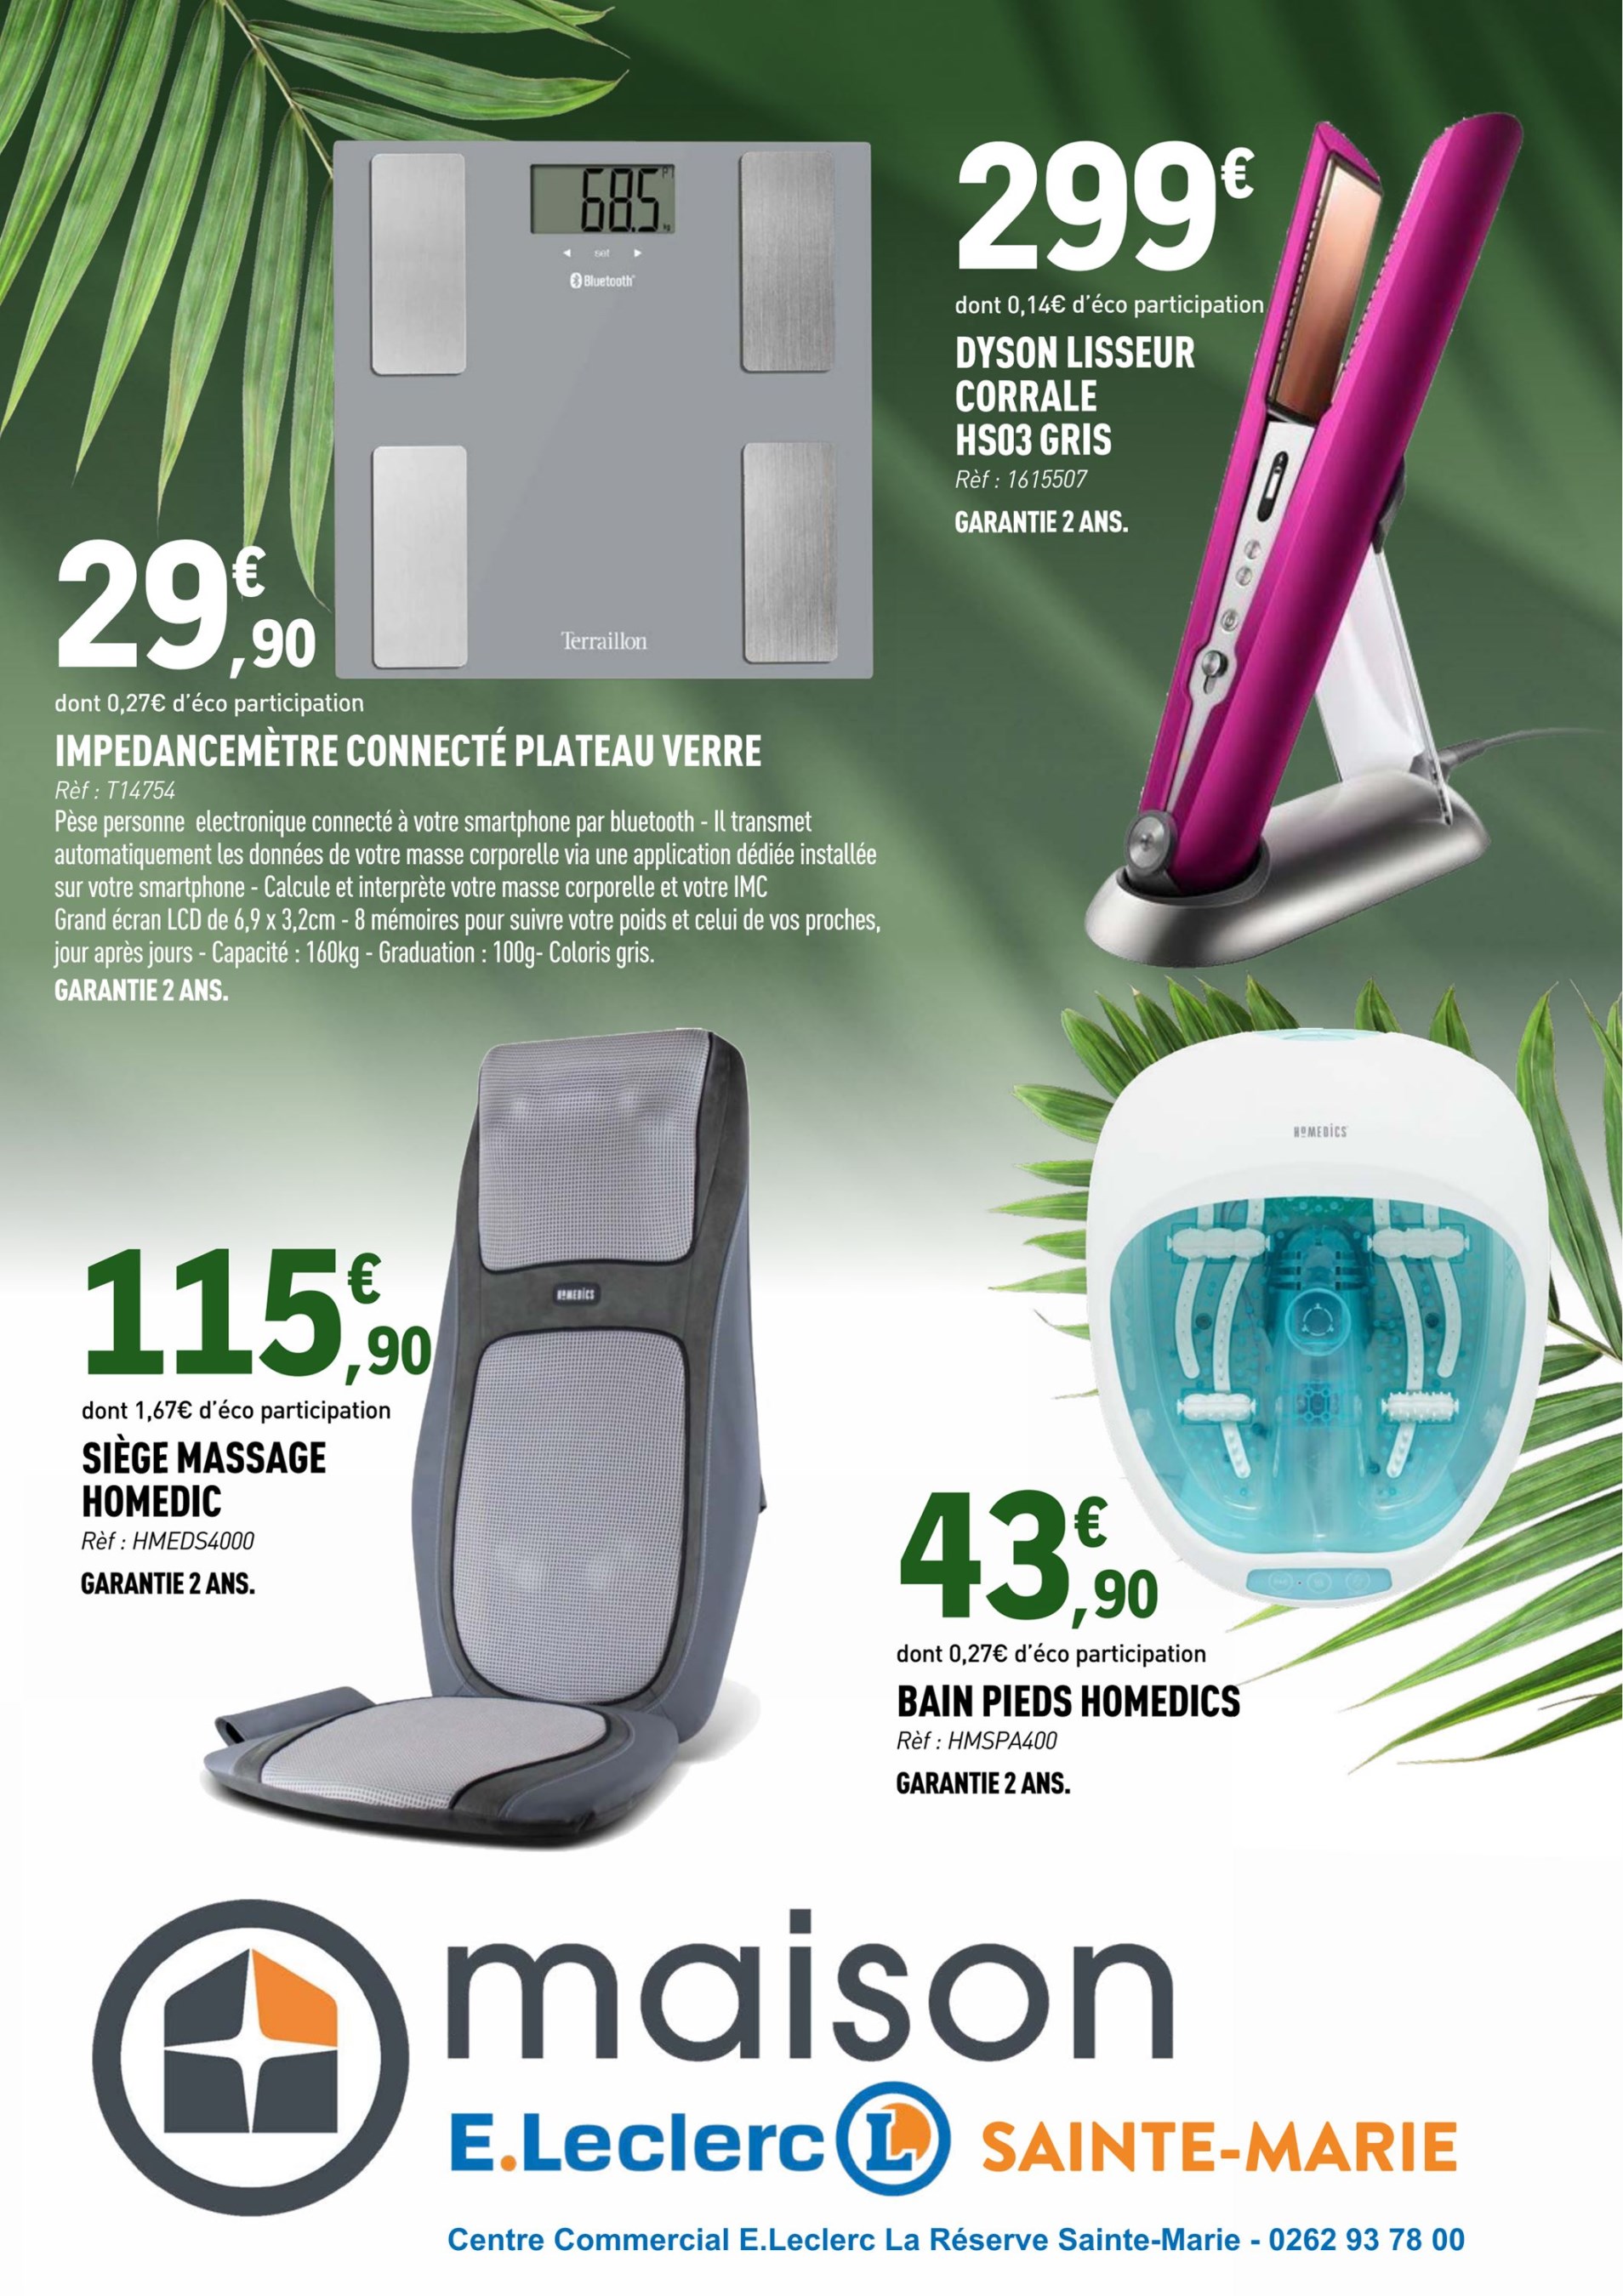 68.5 kg
set
Bluetooth
Terraillon
29€,90
dont 0,27€ d'éco participation
IMPEDANCEMÈTRE CONNECTÉ PLATEAU VERRE
Rèf : T14754
Pèse personne electronique connecté à votre smartphone par bluetooth - Il transmet
automatiquement les données de votre masse corporelle via une application dédiée installée
sur votre smartphone - Calcule et interprète votre masse corporelle et votre IMC
Grand écran LCD de 6,9 x 3,2cm - 8 mémoires pour suivre votre poids et celui de vos proches,
jour après jours - Capacité : 160kg - Graduation : 100g- Coloris gris.
GARANTIE 2 ANS.
299€
dont 0,14€ d'éco participation
DYSON LISSEUR
CORRALE
HS03 GRIS
Rèf : 1615507
GARANTIE 2 ANS.
HOMEDICS
115€,90
dont 1,67€ d'éco participation
SIÈGE MASSAGE
HOMEDIC
Rèf : HMEDS4000
GARANTIE 2 ANS.
HOMEDICS
43€,90
dont 0,27€ d'éco participation
BAIN PIEDS HOMEDICS
Rèf : HMSPA400
GARANTIE 2 ANS.
maison
E.Leclerc L SAINTE-MARIE
Centre Commercial E.Leclerc La Réserve Sainte-Marie - 0262 93 78 00